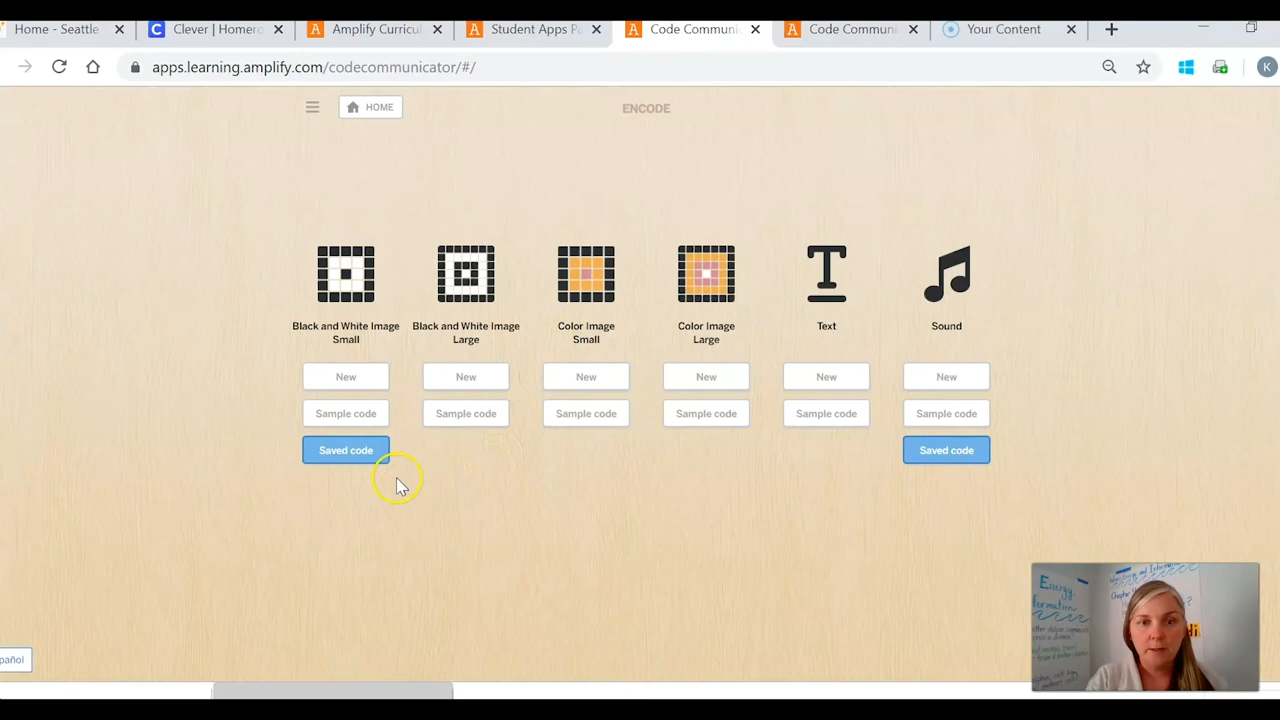 Home - Seattle
Clever | Homero
Amplify Curricul
Student Apps Pa
Code Communi
Code Communi
Your Content
apps.learning.amplify.com/codecommunicator/#/
K
HOME
ENCODE
Black and White Image
Small
Black and White Image
Large
Color Image
Small
Color Image
Large
Text
Sound
New
New
New
New
New
New
Sample code
Sample code
Sample code
Sample code
Sample code
Sample code
Saved code
Saved code
pañol
Energy
formation